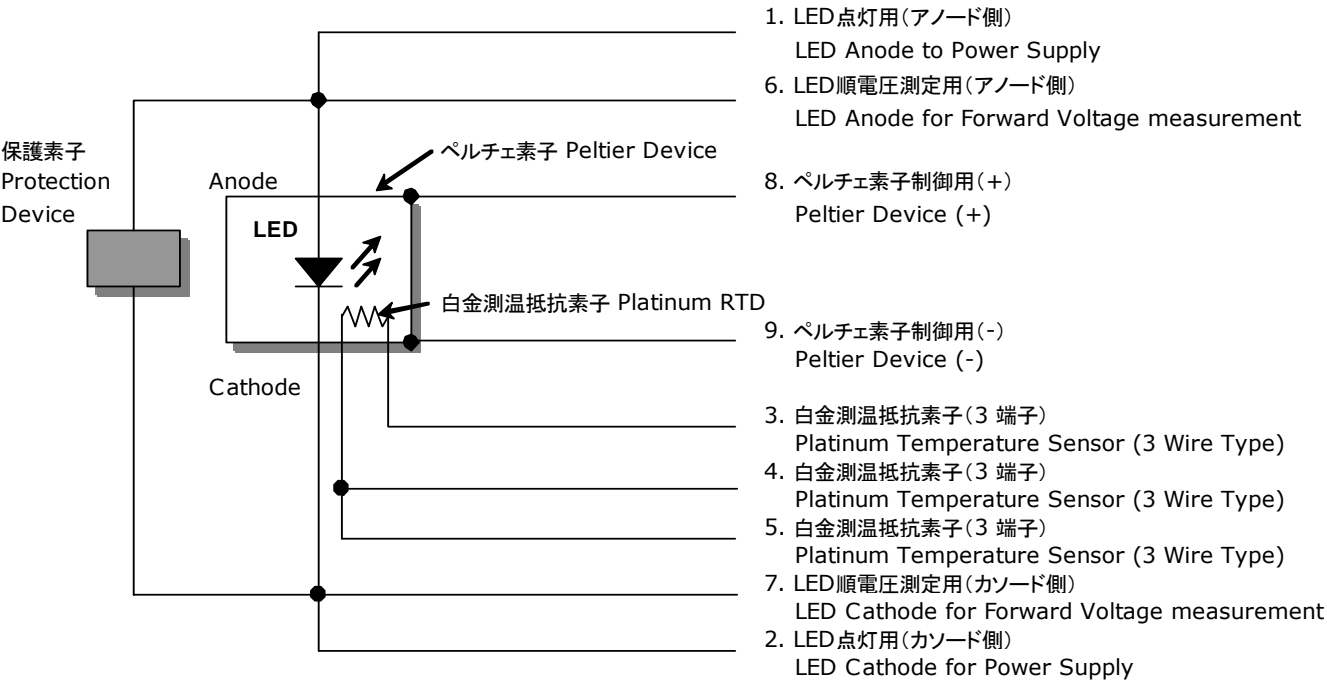 1. LED点灯用(アノード側)
LED Anode to Power Supply
6. LED順電圧測定用(アノード側)
LED Anode for Forward Voltage measurement
保護素子
Protection
Device
ペルチェ素子 Peltier Device
Anode
LED
8. ペルチェ素子制御用(+)
Peltier Device (+)
白金測温抵抗素子 Platinum RTD
9. ペルチェ素子制御用(-)
Peltier Device (-)
Cathode
3. 白金測温抵抗素子(3 端子)
Platinum Temperature Sensor (3 Wire Type)
4. 白金測温抵抗素子(3 端子)
Platinum Temperature Sensor (3 Wire Type)
5. 白金測温抵抗素子(3 端子)
Platinum Temperature Sensor (3 Wire Type)
7. LED順電圧測定用(カソード側)
LED Cathode for Forward Voltage measurement
2. LED点灯用(カソード側)
LED Cathode for Power Supply